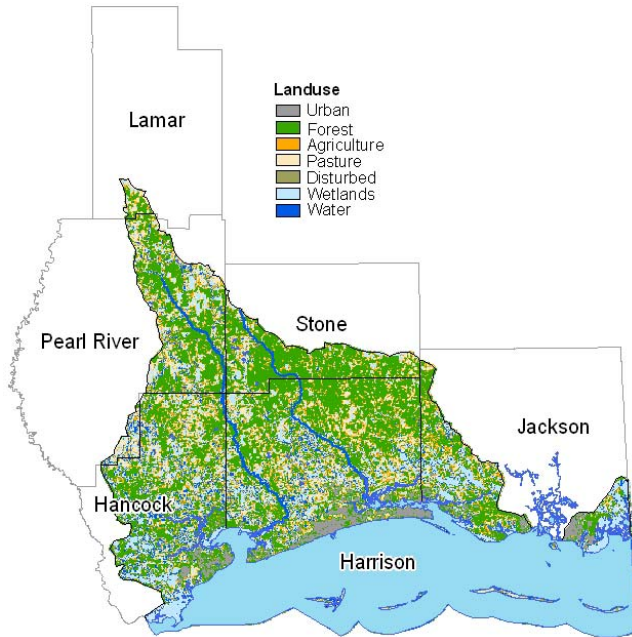 Lamar
Landuse
Urban
Forest
Agriculture
Pasture
Disturbed
Wetlands
Water
Pearl River
Stone
Jackson
Hancock
Harrison